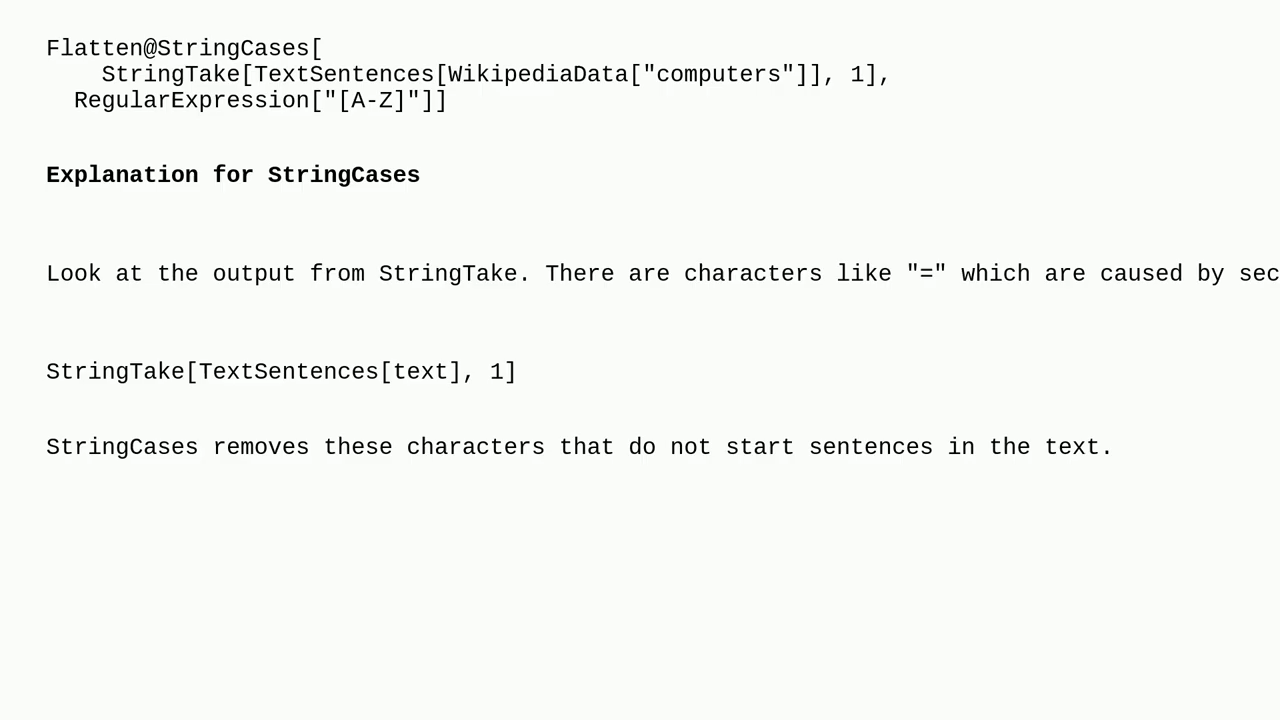 Flatten@StringCases[
StringTake[TextSentences[WikipediaData["computers"]], 1],
RegularExpression["[A-Z]"]]
Explanation for StringCases
Look at the output from StringTake. There are characters like "=" which are caused by sec
StringTake[TextSentences[text], 1]
StringCases removes these characters that do not start sentences in the text.